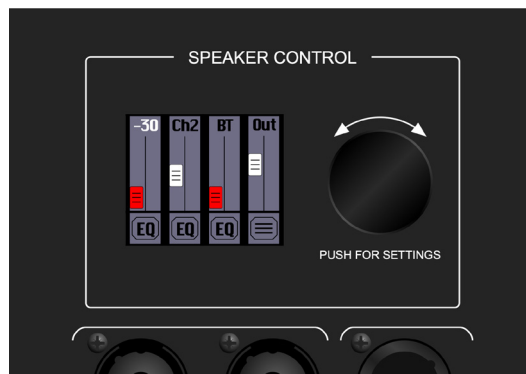 SPEAKER CONTROL
-30 Ch2 BT Out
EQ EQ EQ
PUSH FOR SETTINGS